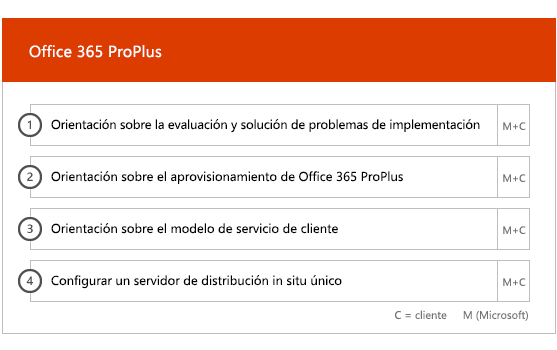 Office 365 ProPlus
1 Orientación sobre la evaluación y solución de problemas de implementación M+C
2 Orientación sobre el aprovisionamiento de Office 365 ProPlus M+C
3 Orientación sobre el modelo de servicio de cliente M+C
4 Configurar un servidor de distribución in situ único M+C
C = cliente M (Microsoft)